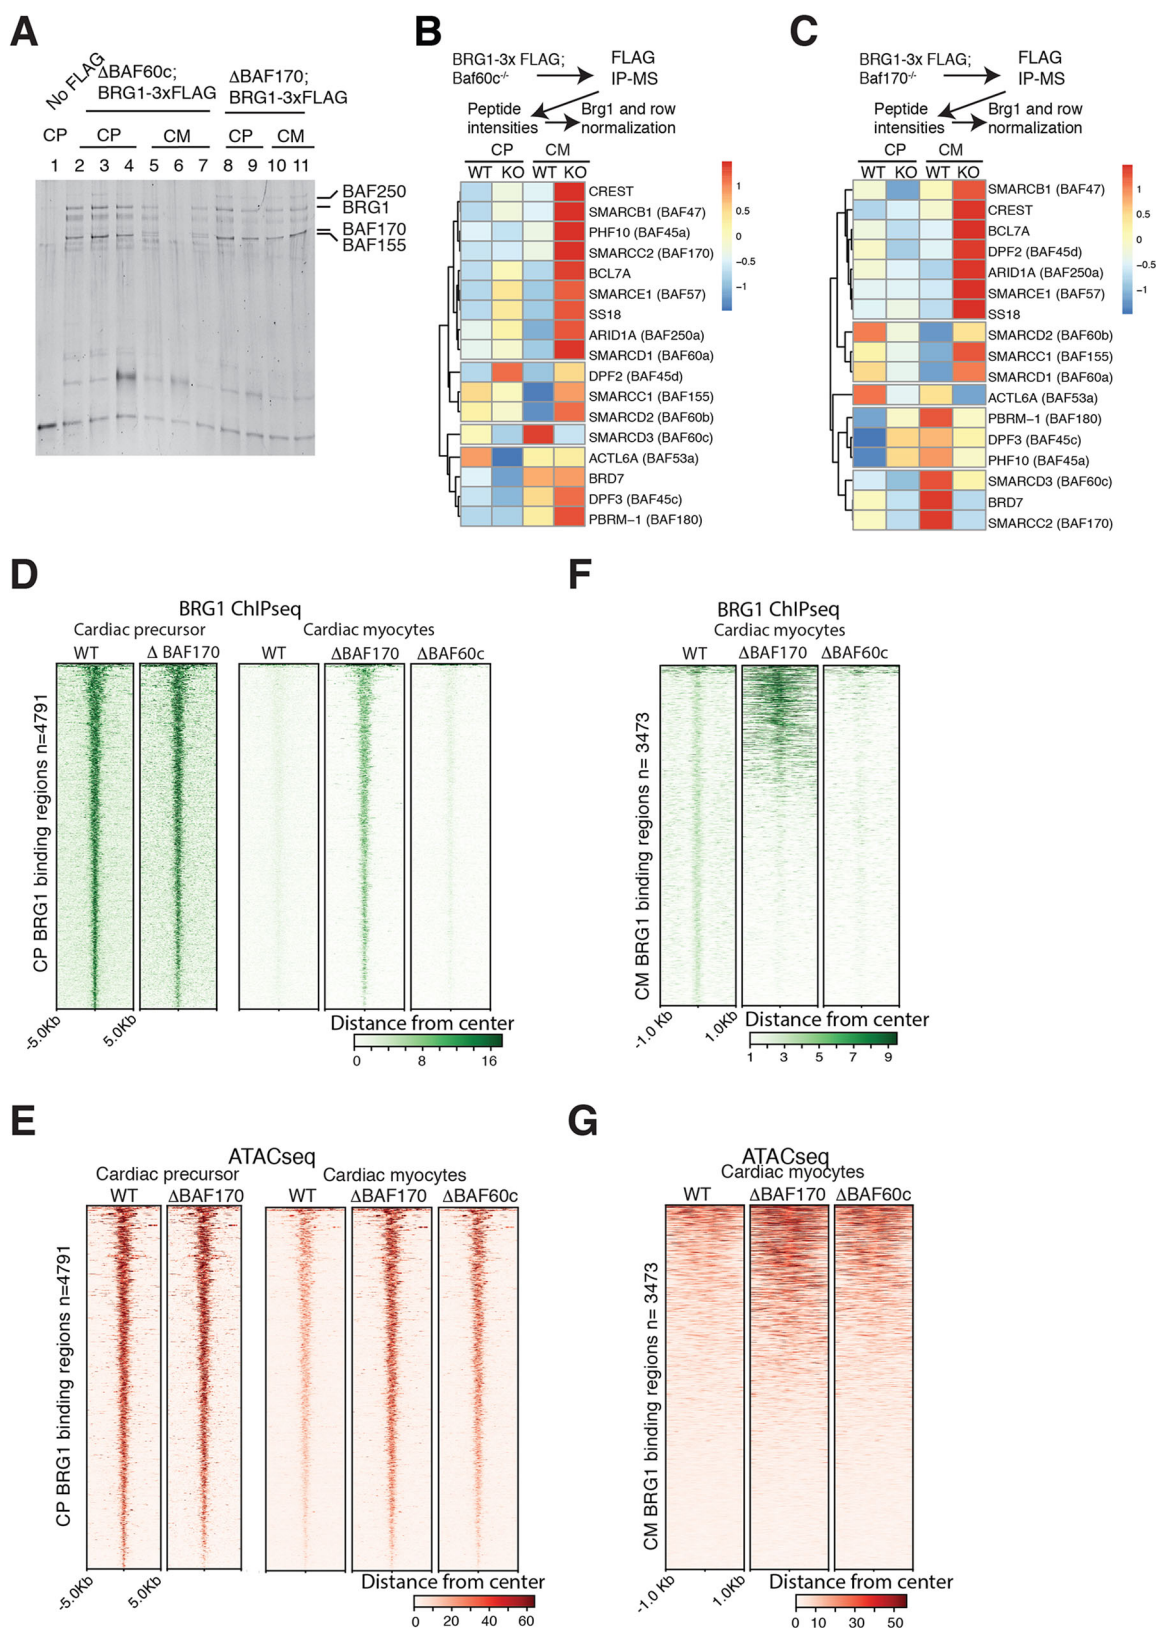 A
No FLAG
ΔBAF60c;
BRG1-3xFLAG
ΔBAF170;
BRG1-3xFLAG
CP CP CM CP CM
1 2 3 4 5 6 7 8 9 10 11
BAF250
BRG1
BAF170
BAF155
B
BRG1-3x FLAG;
Baf60c-/-
FLAG
IP-MS
Peptide
intensities
Brg1 and row
normalization
CP CM
WT KO WT KO
CREST
SMARCB1 (BAF47)
PHF10 (BAF45a)
SMARCC2 (BAF170)
BCL7A
SMARCE1 (BAF57)
SS18
ARID1A (BAF250a)
SMARCD1 (BAF60a)
DPF2 (BAF45d)
SMARCC1 (BAF155)
SMARCD2 (BAF60b)
SMARCD3 (BAF60c)
ACTL6A (BAF53a)
BRD7
DPF3 (BAF45c)
PBRM−1 (BAF180)
1
0.5
0
−0.5
−1
C
BRG1-3x FLAG;
Baf170-/-
FLAG
IP-MS
Peptide
intensities
Brg1 and row
normalization
CP CM
WT KO WT KO
SMARCB1 (BAF47)
CREST
BCL7A
DPF2 (BAF45d)
ARID1A (BAF250a)
SMARCE1 (BAF57)
SS18
SMARCD2 (BAF60b)
SMARCC1 (BAF155)
SMARCD1 (BAF60a)
ACTL6A (BAF53a)
PBRM−1 (BAF180)
DPF3 (BAF45c)
PHF10 (BAF45a)
SMARCD3 (BAF60c)
BRD7
SMARCC2 (BAF170)
1
0.5
0
−0.5
−1
D
BRG1 ChIPseq
Cardiac precursor Cardiac myocytes
WT Δ BAF170 WT ΔBAF170 ΔBAF60c
CP BRG1 binding regions n=4791
-5.0Kb 5.0Kb
Distance from center
0 8 16
F
BRG1 ChIPseq
Cardiac myocytes
WT ΔBAF170 ΔBAF60c
CM BRG1 binding regions n= 3473
-1.0 Kb 1.0Kb
Distance from center
1 3 5 7 9
E
ATACseq
Cardiac precursor Cardiac myocytes
WT ΔBAF170 WT ΔBAF170 ΔBAF60c
CP BRG1 binding regions n=4791
-5.0Kb 5.0Kb
Distance from center
0 20 40 60
G
ATACseq
Cardiac myocytes
WT ΔBAF170 ΔBAF60c
CM BRG1 binding regions n= 3473
-1.0 Kb 1.0Kb
Distance from center
0 10 30 50